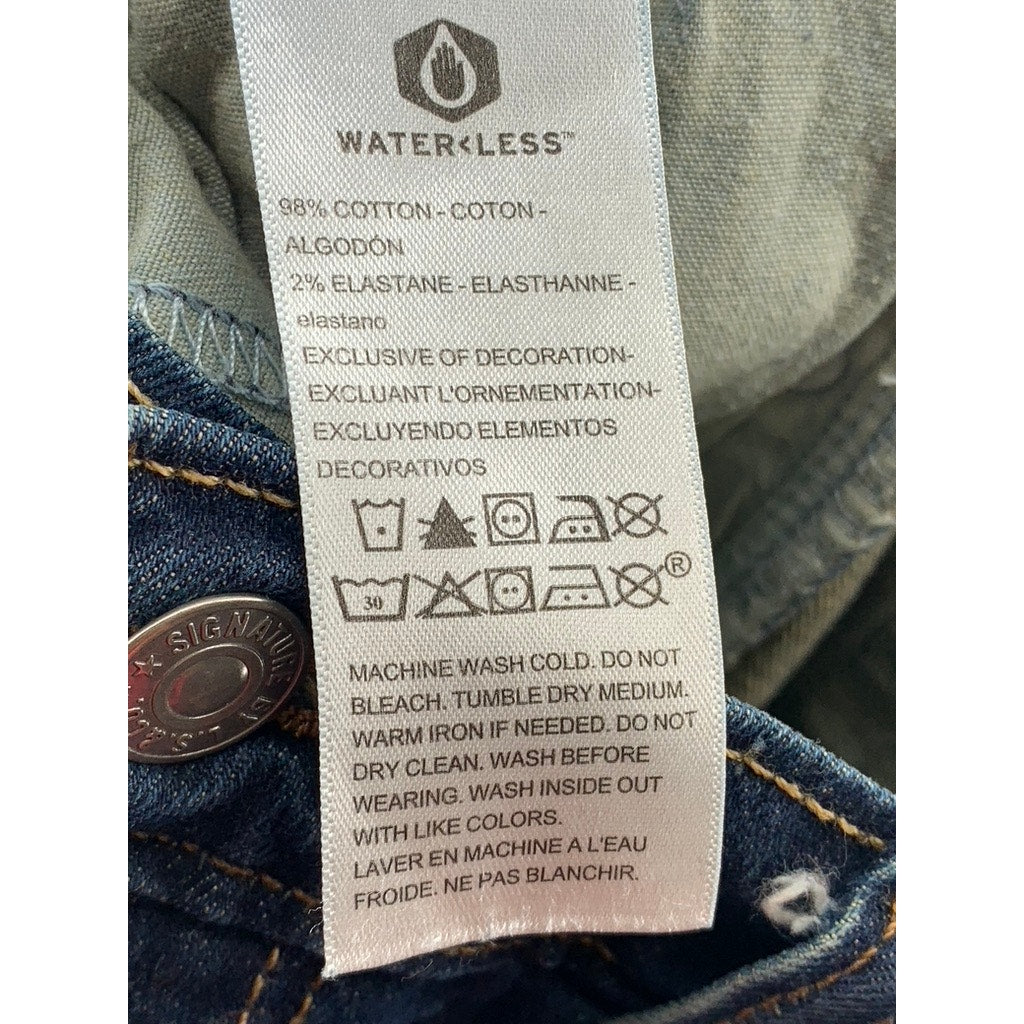 WATER<LESS™
98% COTTON - COTON -
ALGODÓN
2% ELASTANE - ELASTHANNE -
elastano
EXCLUSIVE OF DECORATION-
EXCLUANT L'ORNEMENTATION-
EXCLUYENDO ELEMENTOS
DECORATIVOS
30
®
MACHINE WASH COLD. DO NOT
BLEACH. TUMBLE DRY MEDIUM.
WARM IRON IF NEEDED. DO NOT
DRY CLEAN. WASH BEFORE
WEARING. WASH INSIDE OUT
WITH LIKE COLORS.
LAVER EN MACHINE A L'EAU
FROIDE. NE PAS BLANCHIR.
SIGNATURE BY
L.S.&CO.